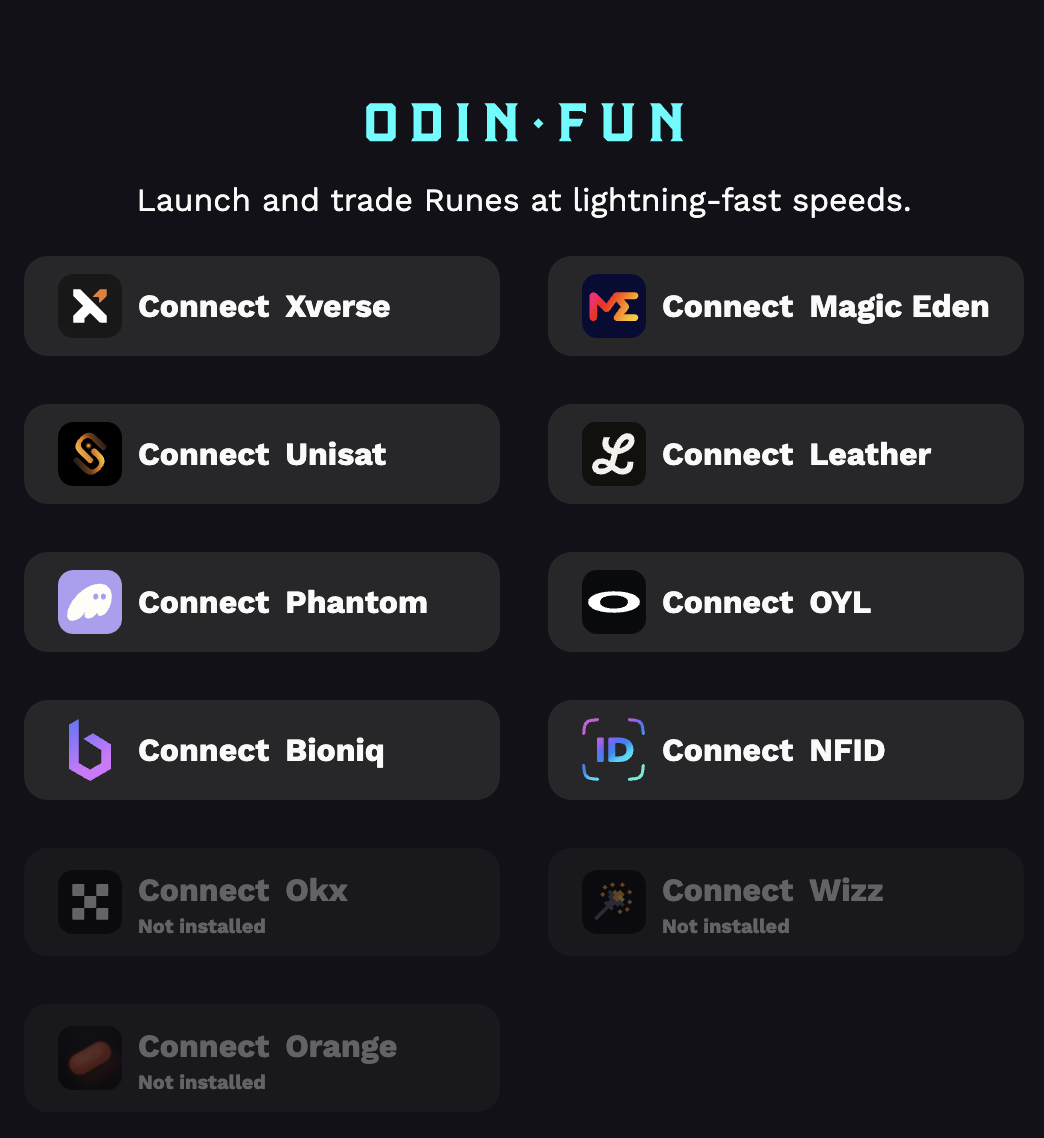 ODIN·FUN
Launch and trade Runes at lightning-fast speeds.
Connect Xverse
Connect Magic Eden
Connect Unisat
Connect Leather
Connect Phantom
Connect OYL
Connect Bioniq
ID
Connect NFID
Connect Okx
Not installed
Connect Wizz
Not installed
Connect Orange
Not installed